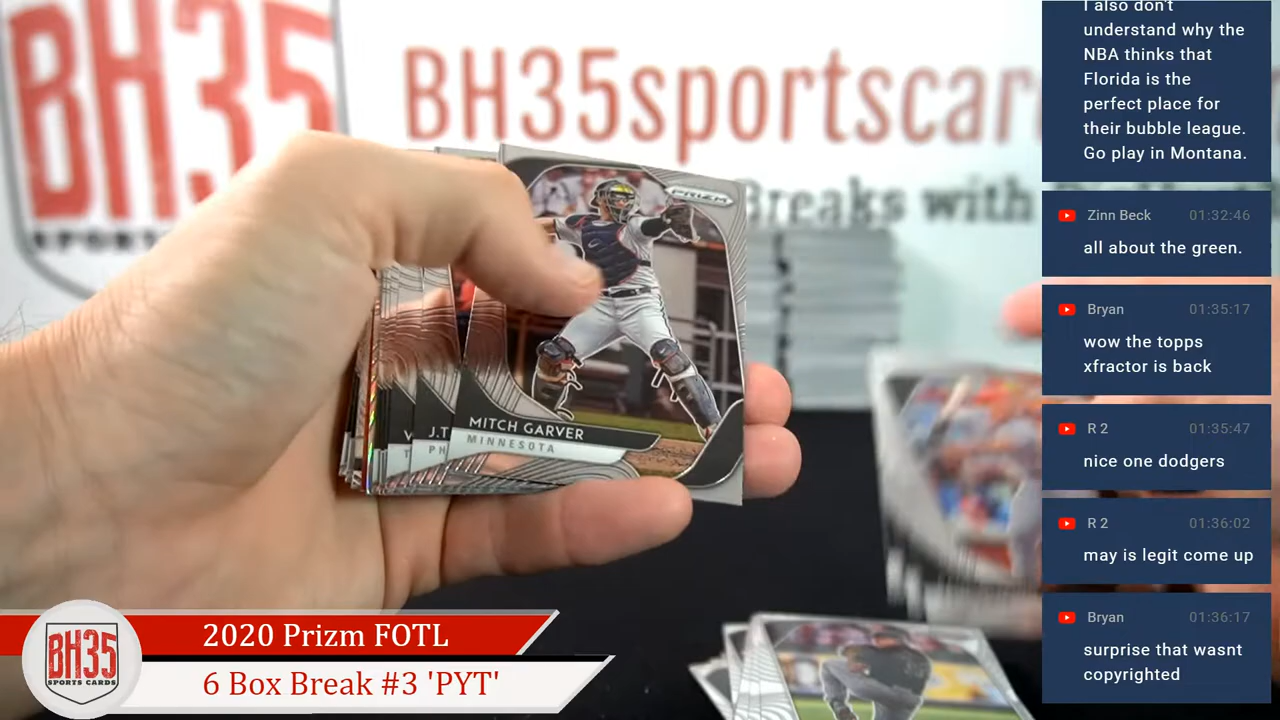 BH35
SPORTS
BH35sportscar
Breaks with
PRIZM
MITCH GARVER
MINNESOTA
J.T
PH
V
T
I also don't
understand why the
NBA thinks that
Florida is the
perfect place for
their bubble league.
Go play in Montana.
Zinn Beck 01:32:46
all about the green.
Bryan 01:35:17
wow the topps
xfractor is back
R 2 01:35:47
nice one dodgers
R 2 01:36:02
may is legit come up
Bryan 01:36:17
surprise that wasnt
copyrighted
BH35
SPORTS CARDS
2020 Prizm FOTL
6 Box Break #3 'PYT'